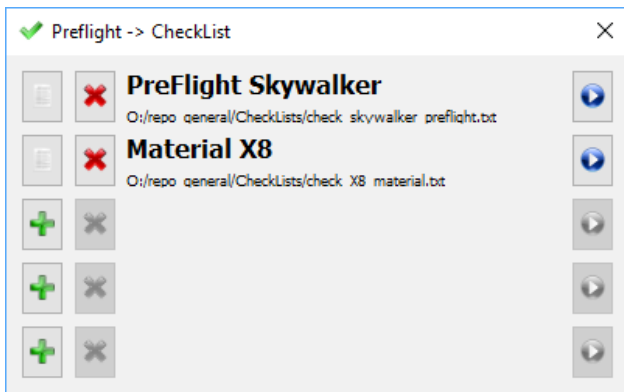 Preflight -> CheckList
PreFlight Skywalker
O:/repo_general/CheckLists/check_skywalker_preflight.txt
Material X8
O:/repo_general/CheckLists/check_X8_material.txt